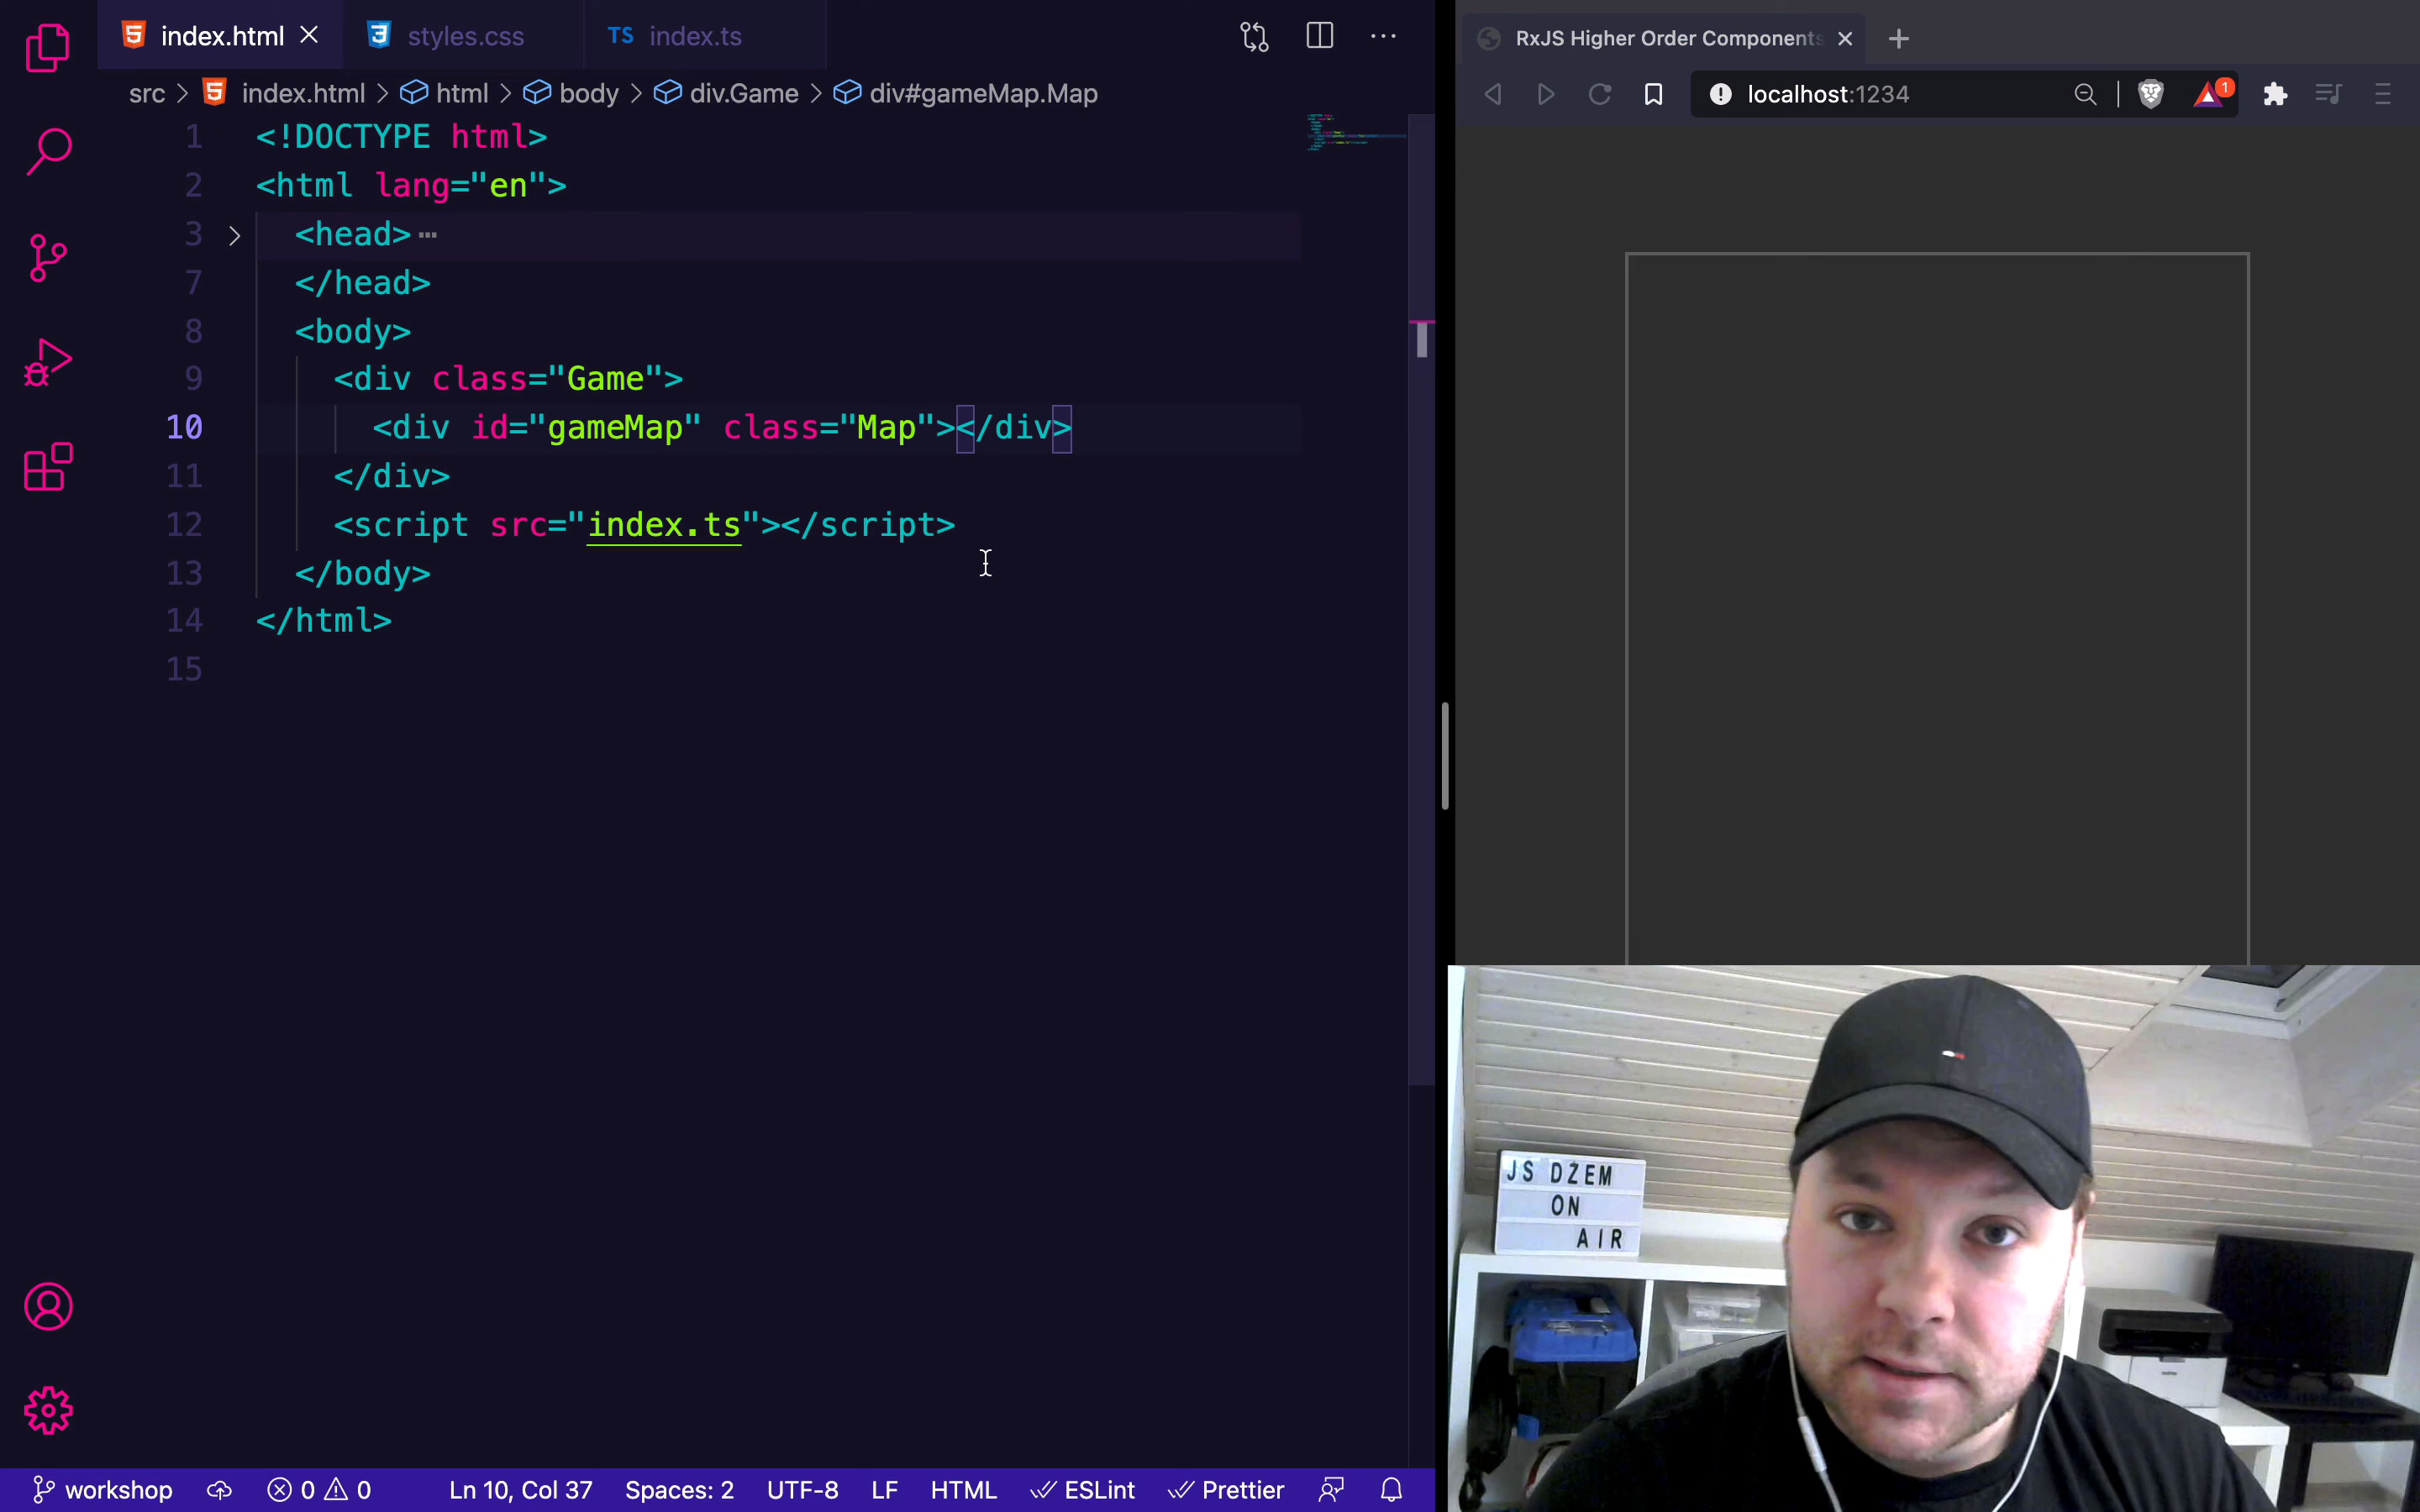 index.html
styles.css
TS index.ts
src > index.html > html > body > div.Game > div#gameMap.Map
1 <!DOCTYPE html>
2 <html lang="en">
3 <head>…
7 </head>
8 <body>
9 <div class="Game">
10 <div id="gameMap" class="Map"></div>
11 </div>
12 <script src="index.ts"></script>
13 </body>
14 </html>
15
workshop 0 0 Ln 10, Col 37 Spaces: 2 UTF-8 LF HTML ESLint Prettier
RxJS Higher Order Components
localhost:1234
1
JS DŻEM
ON
AIR